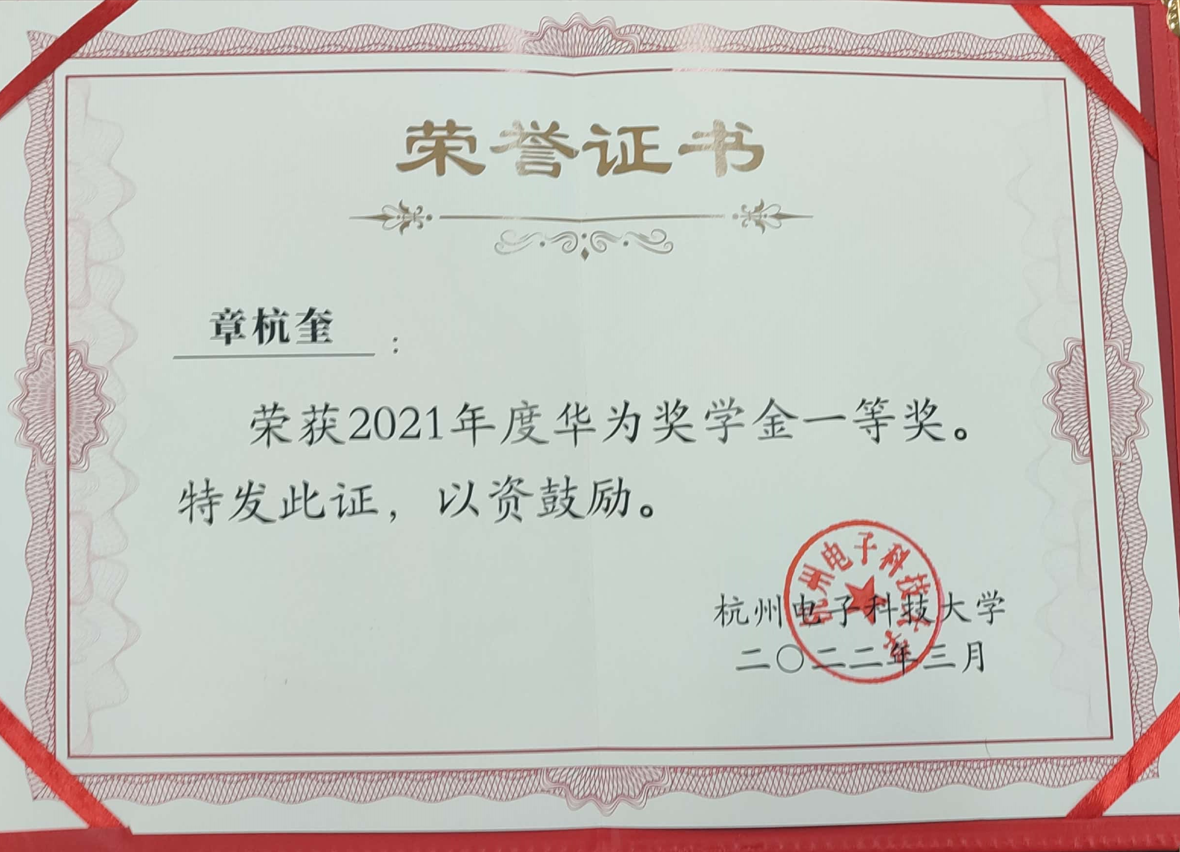 荣誉证书
章杭奎：
荣获2021年度华为奖学金一等奖。
特发此证，以资鼓励。
杭州电子科技大学
二〇二二年三月
杭州电子科技大学